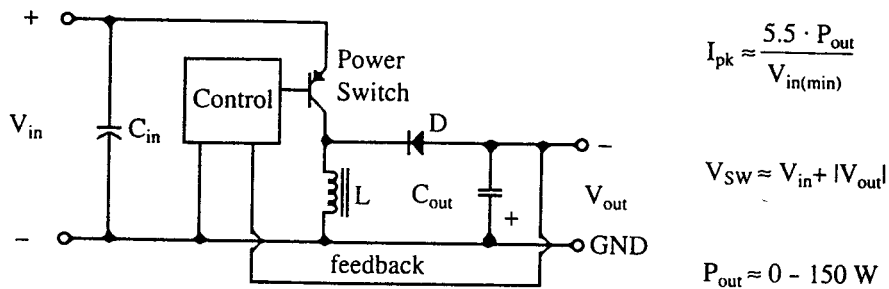 +
Power
Switch
Control
V_in
C_in
D
−
L
C_out
+
V_out
−
GND
feedback
I_pk ≈ 5.5 · P_out / V_in(min)
V_SW ≈ V_in + |V_out|
P_out ≈ 0 – 150 W